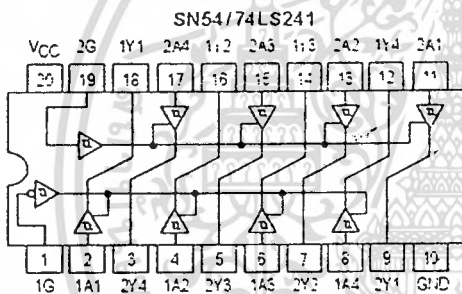 SN54/74LS241
VCC 2G 1Y1 2A4 1Y2 2A3 1Y3 2A2 1Y4 2A1
20 19 18 17 16 15 14 13 12 11
1 2 3 4 5 6 7 8 9 10
1G 1A1 2Y4 1A2 2Y3 1A3 2Y2 1A4 2Y1 GND